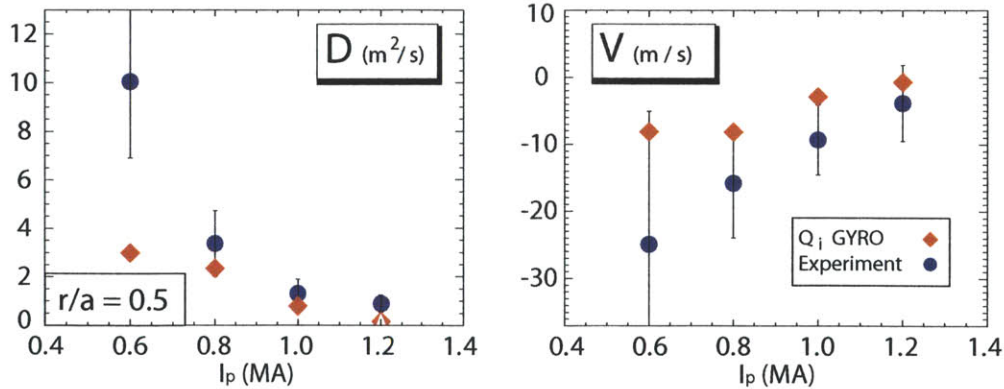 D (m²/s)
12
10
8
6
4
2
0
r/a = 0.5
0.4 0.6 0.8 1.0 1.2 1.4
Iₚ (MA)
V (m / s)
10
0
-10
-20
-30
Q ᵢ GYRO
Experiment
0.4 0.6 0.8 1.0 1.2 1.4
Iₚ (MA)